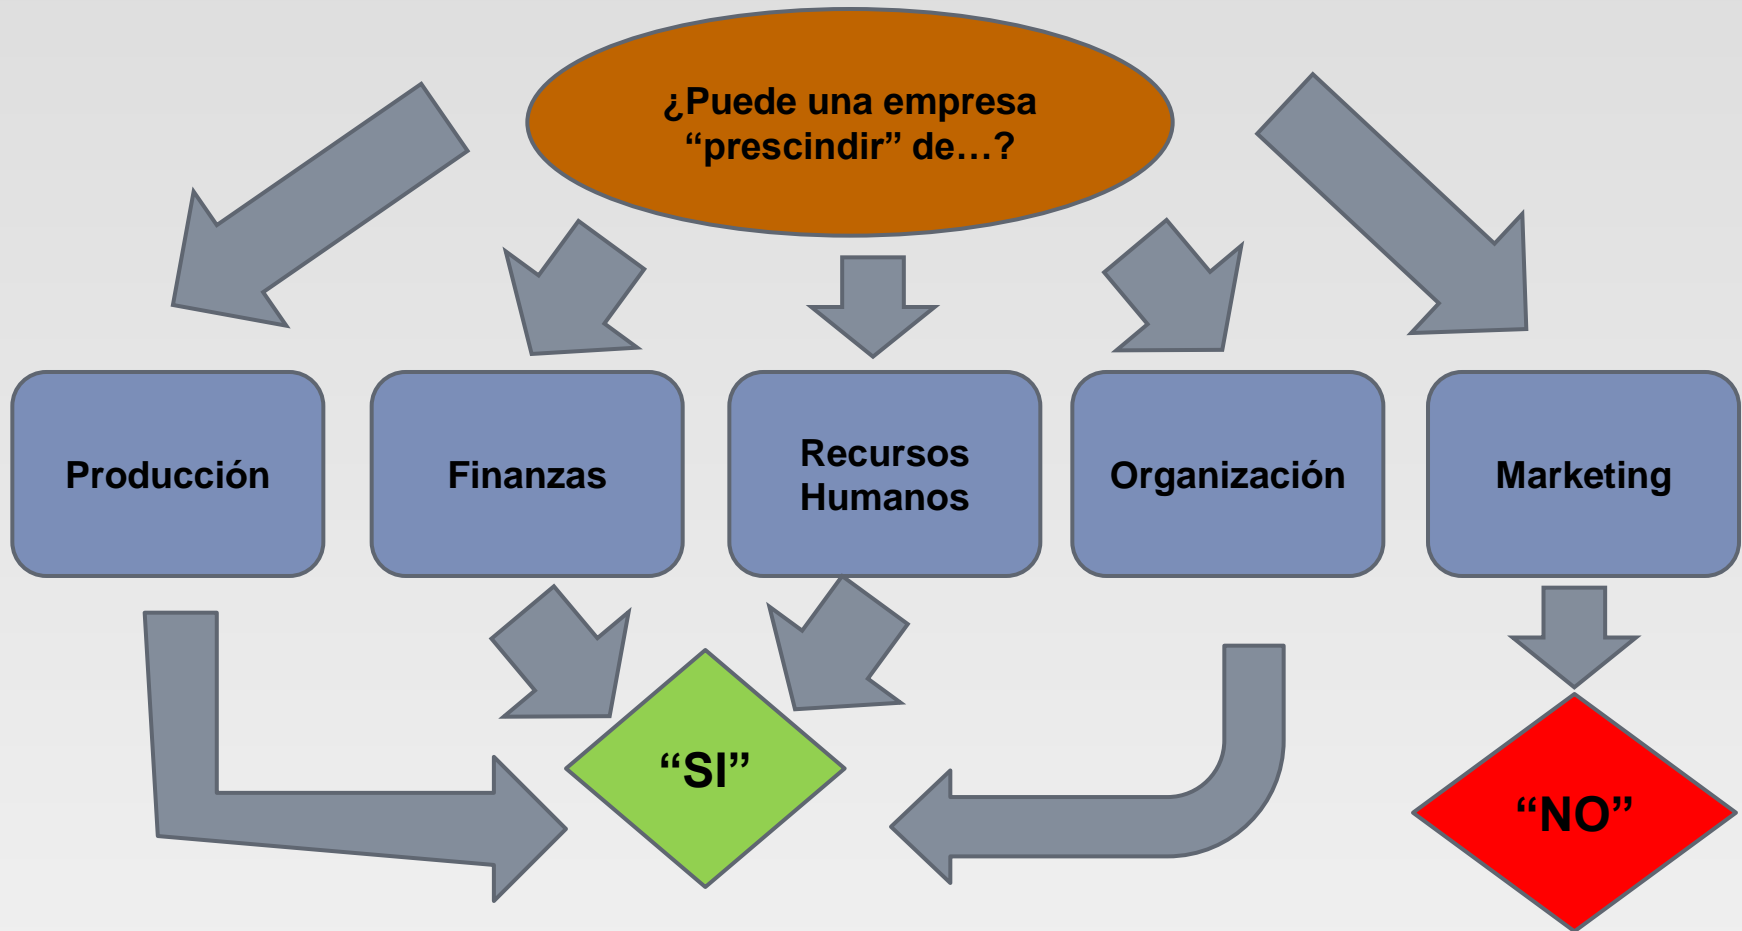 ¿Puede una empresa
“prescindir” de…?
Producción
Finanzas
Recursos
Humanos
Organización
Marketing
“SI”
“NO”